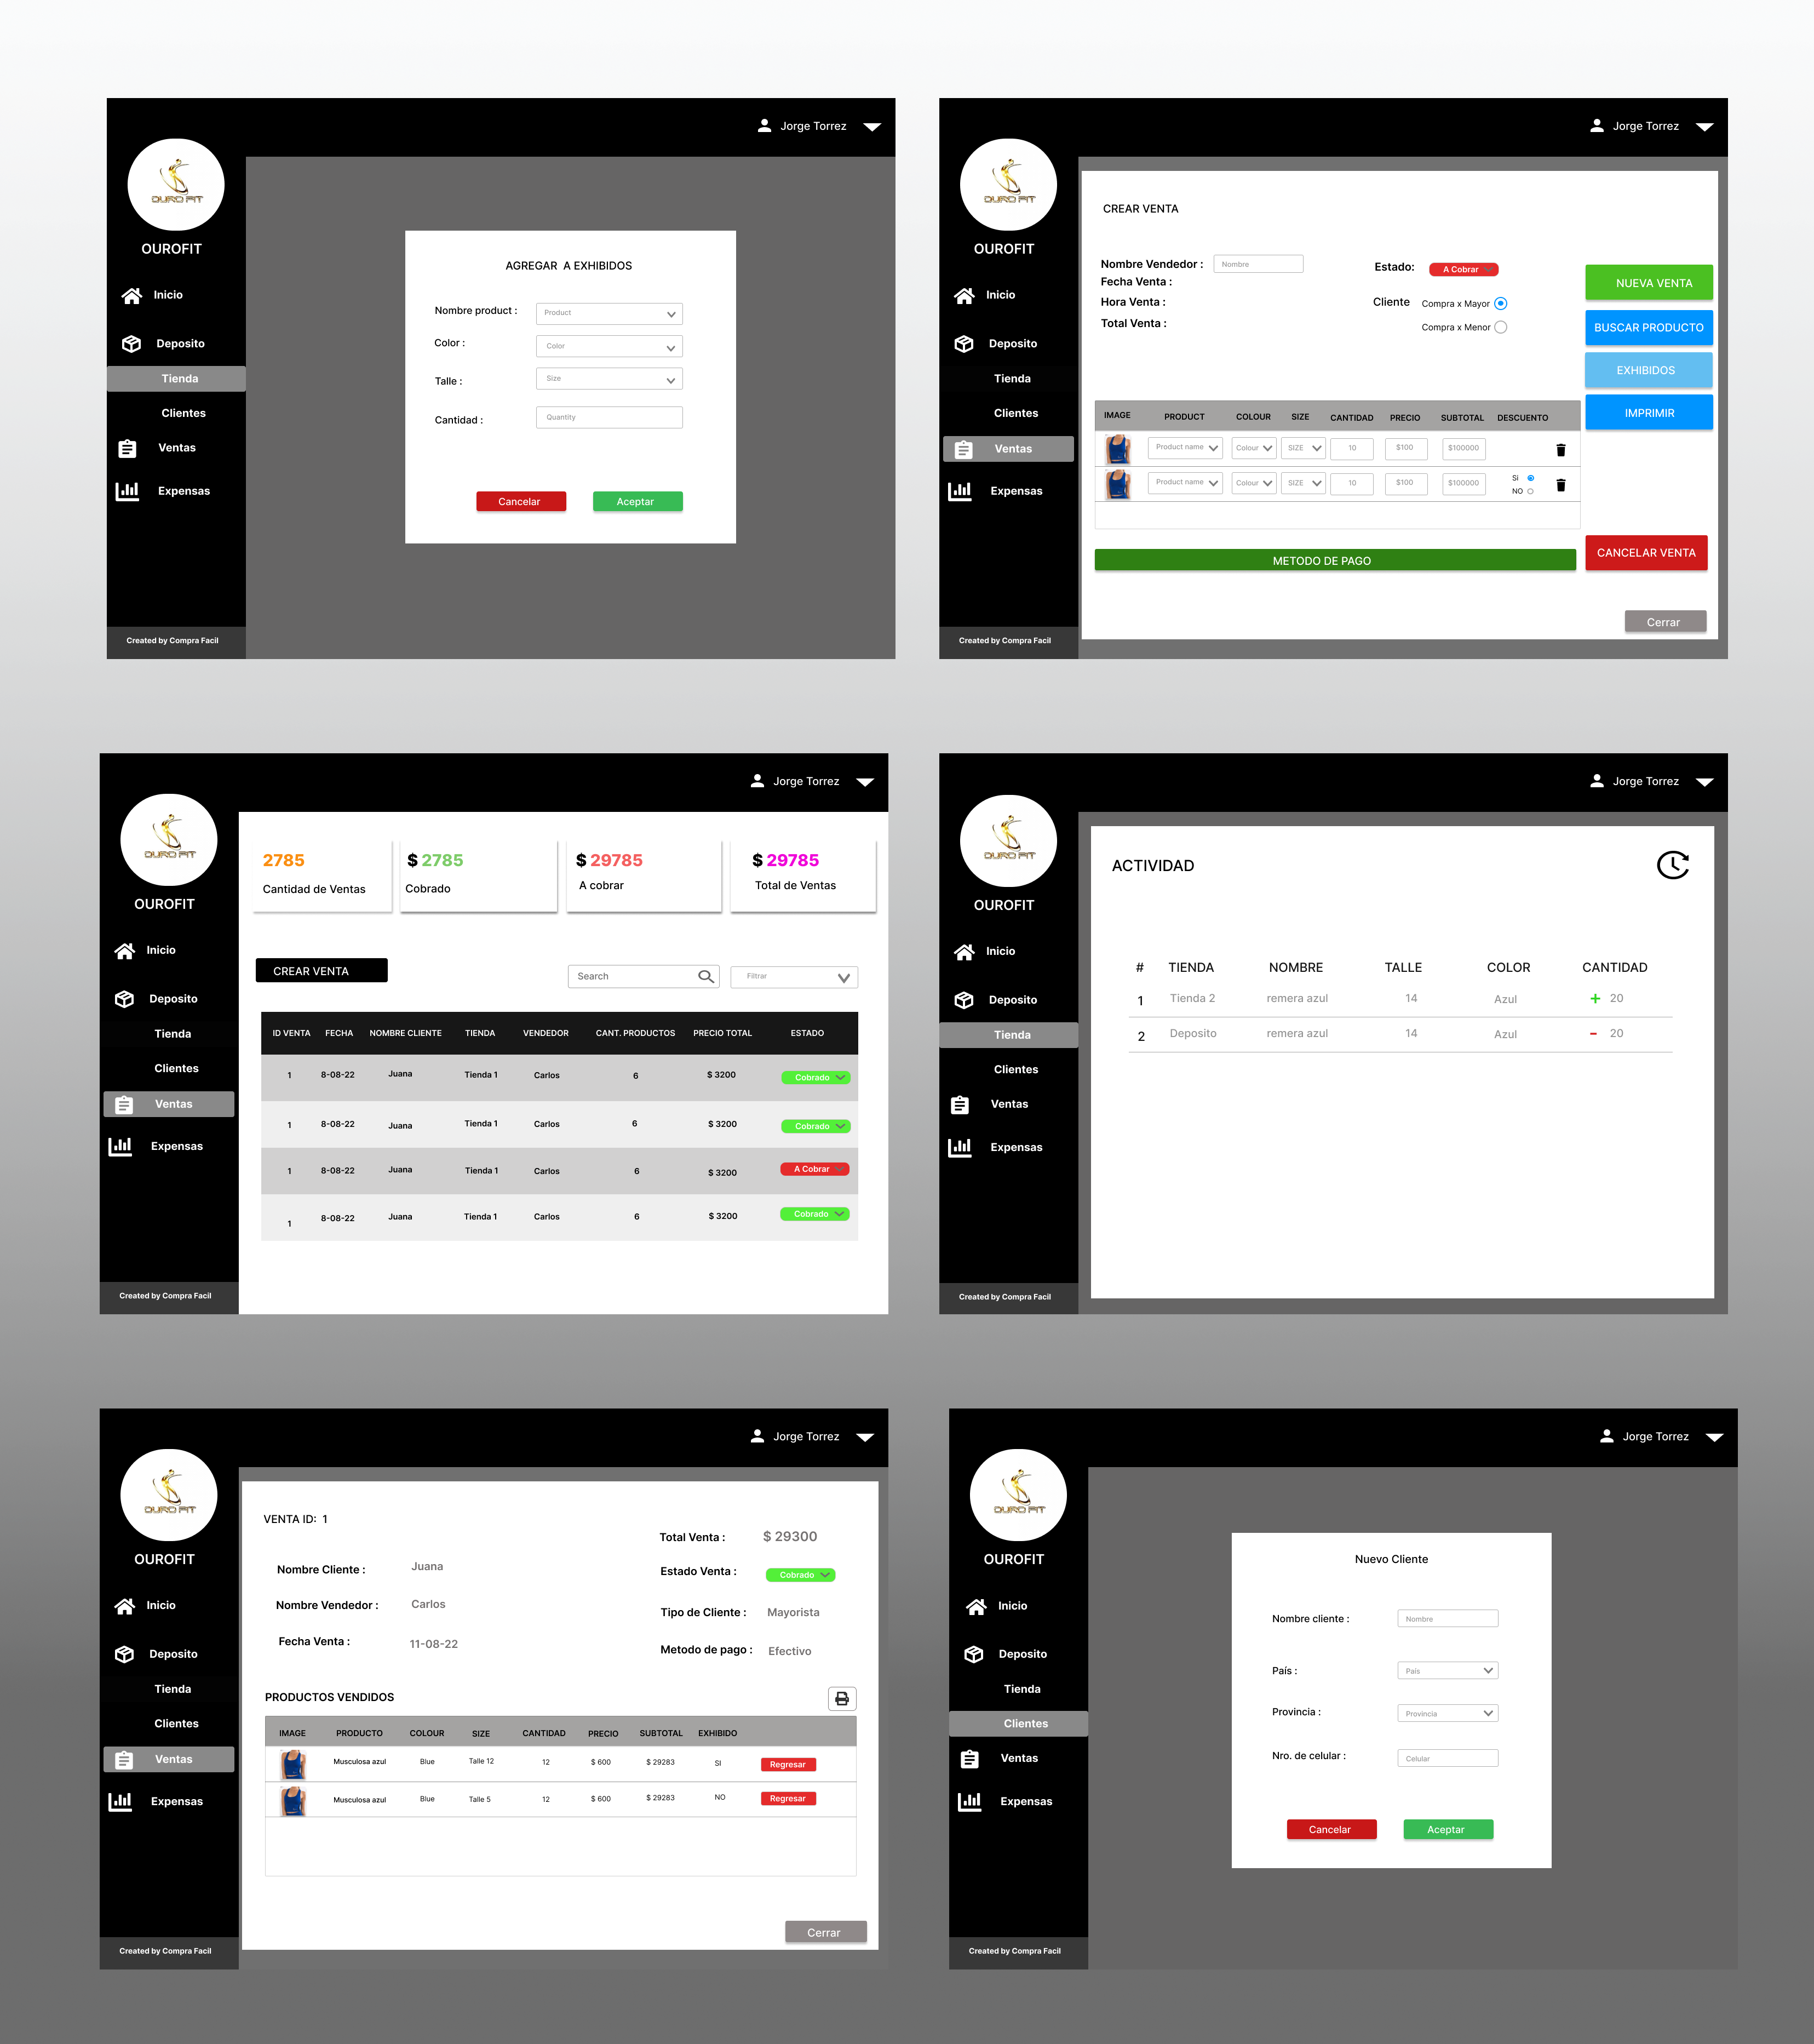 Jorge Torrez
OURO FIT
OUROFIT
Inicio
Deposito
Tienda
Clientes
Ventas
Expensas
Created by Compra Facil
AGREGAR A EXHIBIDOS
Nombre product : Product
Color : Color
Talle : Size
Cantidad : Quantity
Cancelar Aceptar
Jorge Torrez
OURO FIT
OUROFIT
Inicio
Deposito
Tienda
Clientes
Ventas
Expensas
Created by Compra Facil
CREAR VENTA
Nombre Vendedor : Nombre
Fecha Venta :
Hora Venta :
Total Venta :
Estado: A Cobrar
Cliente Compra x Mayor
Compra x Menor
NUEVA VENTA
BUSCAR PRODUCTO
EXHIBIDOS
IMPRIMIR
IMAGE PRODUCT COLOUR SIZE CANTIDAD PRECIO SUBTOTAL DESCUENTO
Product name Colour SIZE 10 $100 $100000
Product name Colour SIZE 10 $100 $100000 Si
NO
METODO DE PAGO
CANCELAR VENTA
Cerrar
Jorge Torrez
OURO FIT
OUROFIT
Inicio
Deposito
Tienda
Clientes
Ventas
Expensas
Created by Compra Facil
2785
Cantidad de Ventas
$ 2785
Cobrado
$ 29785
A cobrar
$ 29785
Total de Ventas
CREAR VENTA
Search
Filtrar
ID VENTA FECHA NOMBRE CLIENTE TIENDA VENDEDOR CANT. PRODUCTOS PRECIO TOTAL ESTADO
1 8-08-22 Juana Tienda 1 Carlos 6 $ 3200 Cobrado
1 8-08-22 Juana Tienda 1 Carlos 6 $ 3200 Cobrado
1 8-08-22 Juana Tienda 1 Carlos 6 $ 3200 A Cobrar
1 8-08-22 Juana Tienda 1 Carlos 6 $ 3200 Cobrado
Jorge Torrez
OURO FIT
OUROFIT
Inicio
Deposito
Tienda
Clientes
Ventas
Expensas
Created by Compra Facil
ACTIVIDAD
# TIENDA NOMBRE TALLE COLOR CANTIDAD
1 Tienda 2 remera azul 14 Azul + 20
2 Deposito remera azul 14 Azul - 20
Jorge Torrez
OURO FIT
OUROFIT
Inicio
Deposito
Tienda
Clientes
Ventas
Expensas
Created by Compra Facil
VENTA ID: 1
Nombre Cliente : Juana
Nombre Vendedor : Carlos
Fecha Venta : 11-08-22
Total Venta : $ 29300
Estado Venta : Cobrado
Tipo de Cliente : Mayorista
Metodo de pago : Efectivo
PRODUCTOS VENDIDOS
IMAGE PRODUCTO COLOUR SIZE CANTIDAD PRECIO SUBTOTAL EXHIBIDO
Musculosa azul Blue Talle 12 12 $ 600 $ 29283 SI Regresar
Musculosa azul Blue Talle 5 12 $ 600 $ 29283 NO Regresar
Cerrar
Jorge Torrez
OURO FIT
OUROFIT
Inicio
Deposito
Tienda
Clientes
Ventas
Expensas
Created by Compra Facil
Nuevo Cliente
Nombre cliente : Nombre
País : País
Provincia : Provincia
Nro. de celular : Celular
Cancelar Aceptar